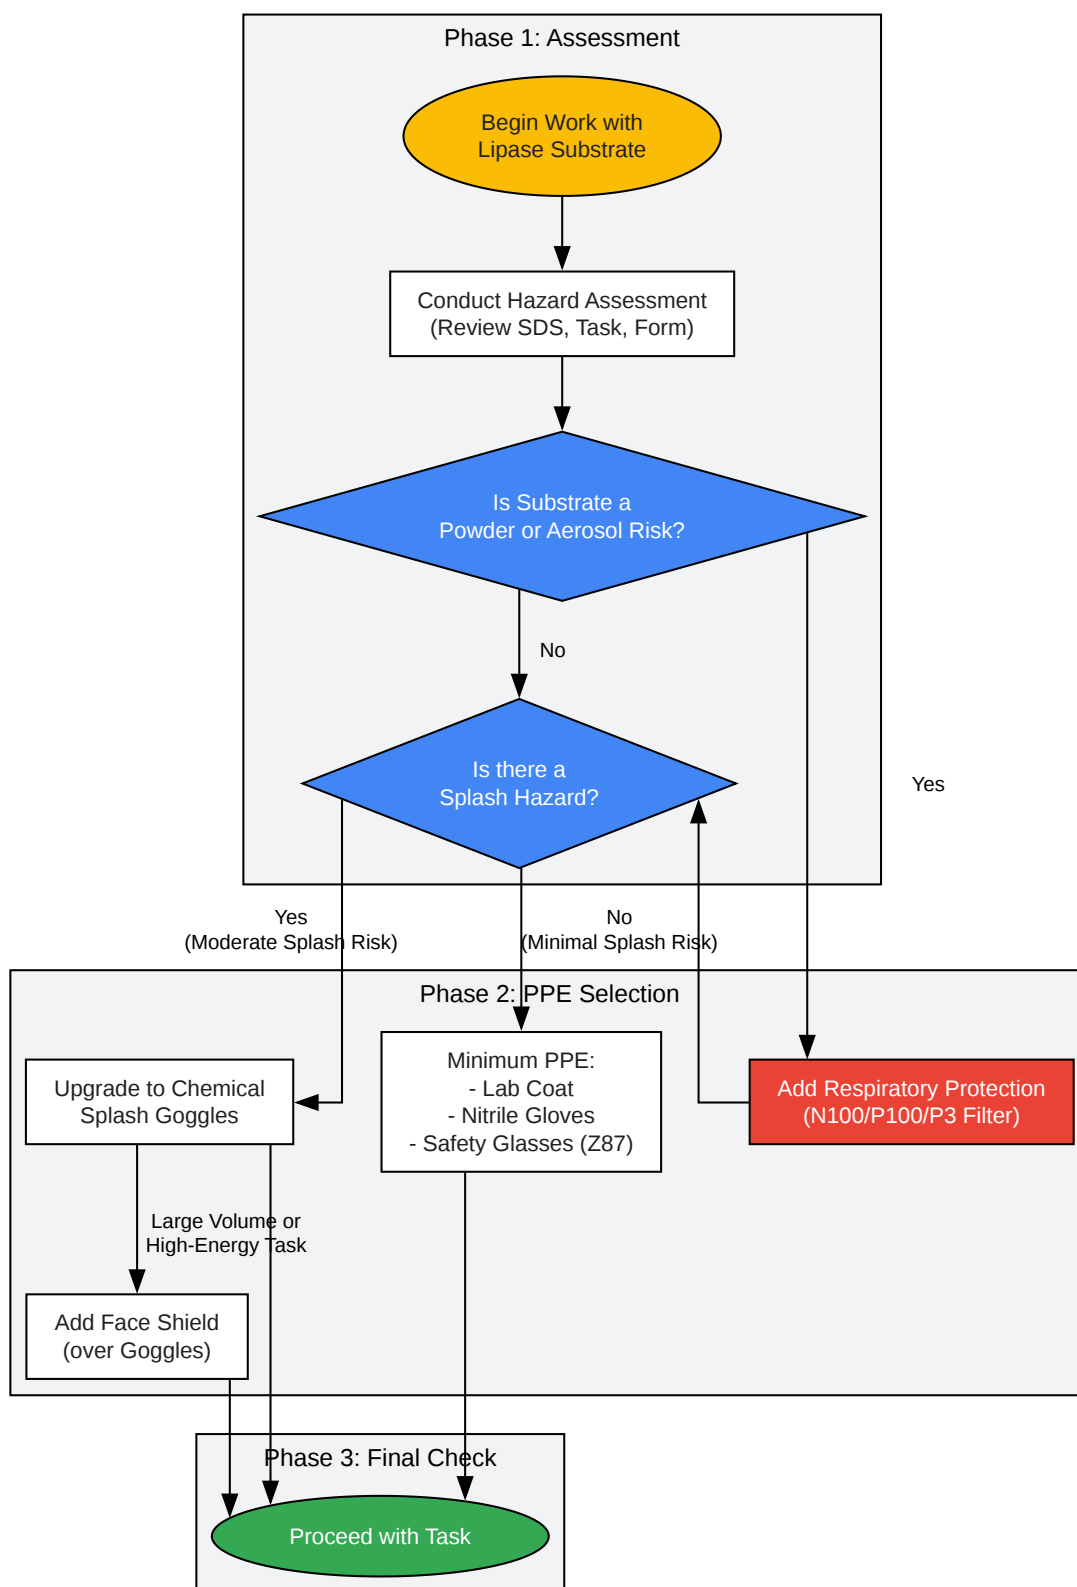 Phase 1: Assessment
Begin Work with
Lipase Substrate
Conduct Hazard Assessment
(Review SDS, Task, Form)
Is Substrate a
Powder or Aerosol Risk?
No
Is there a
Splash Hazard?
Yes
Yes
(Moderate Splash Risk)
No
(Minimal Splash Risk)
Phase 2: PPE Selection
Upgrade to Chemical
Splash Goggles
Minimum PPE:
- Lab Coat
- Nitrile Gloves
- Safety Glasses (Z87)
Add Respiratory Protection
(N100/P100/P3 Filter)
Large Volume or
High-Energy Task
Add Face Shield
(over Goggles)
Phase 3: Final Check
Proceed with Task